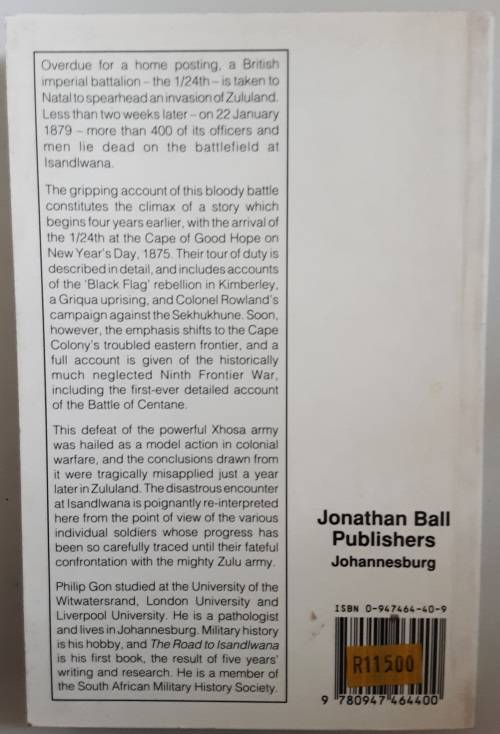 Overdue for a home posting, a British
imperial battalion – the 1/24th – is taken to
Natal to spearhead an invasion of Zululand.
Less than two weeks later – on 22 January
1879 – more than 400 of its officers and
men lie dead on the battlefield at
Isandlwana.
The gripping account of this bloody battle
constitutes the climax of a story which
begins four years earlier, with the arrival of
the 1/24th at the Cape of Good Hope on
New Year's Day, 1875. Their tour of duty is
described in detail, and includes accounts
of the 'Black Flag' rebellion in Kimberley,
a Griqua uprising, and Colonel Rowland's
campaign against the Sekhukhune. Soon,
however, the emphasis shifts to the Cape
Colony's troubled eastern frontier, and a
full account is given of the historically
much neglected Ninth Frontier War,
including the first-ever detailed account
of the Battle of Centane.
This defeat of the powerful Xhosa army
was hailed as a model action in colonial
warfare, and the conclusions drawn from
it were tragically misapplied just a year
later in Zululand. The disastrous encounter
at Isandlwana is poignantly re-interpreted
here from the point of view of the various
individual soldiers whose progress has
been so carefully traced until their fateful
confrontation with the mighty Zulu army.
Philip Gon studied at the University of the
Witwatersrand, London University and
Liverpool University. He is a pathologist
and lives in Johannesburg. Military history
is his hobby, and The Road to Isandlwana
is his first book, the result of five years'
writing and research. He is a member of
the South African Military History Society.
Jonathan Ball
Publishers
Johannesburg
ISBN 0-947464-40-9
R11500
9 780947 464400